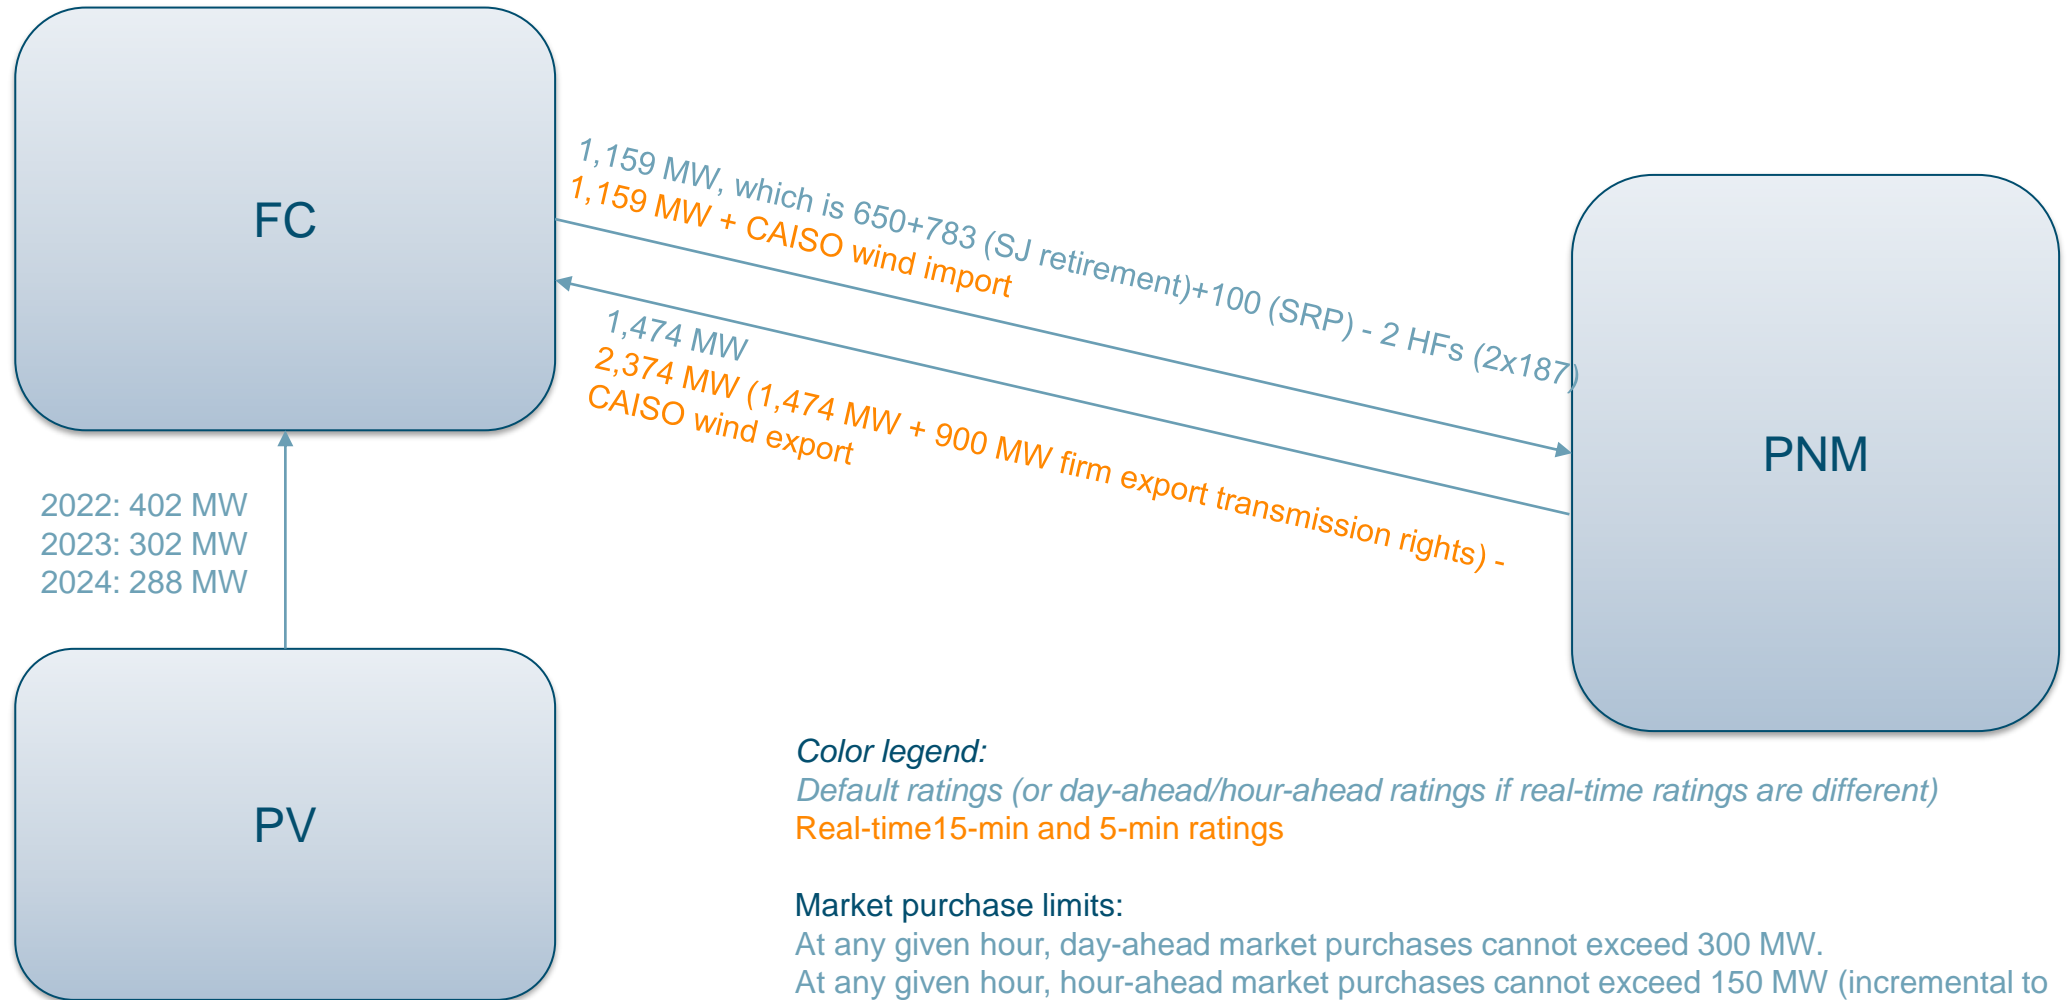 FC
1,159 MW, which is 650+783 (SJ retirement)+100 (SRP) - 2 HFs (2x187)
1,159 MW + CAISO wind import
1,474 MW
2,374 MW (1,474 MW + 900 MW firm export transmission rights) -
CAISO wind export
PNM
2022: 402 MW
2023: 302 MW
2024: 288 MW
PV
Color legend:
Default ratings (or day-ahead/hour-ahead ratings if real-time ratings are different)
Real-time15-min and 5-min ratings
Market purchase limits:
At any given hour, day-ahead market purchases cannot exceed 300 MW.
At any given hour, hour-ahead market purchases cannot exceed 150 MW (incremental to